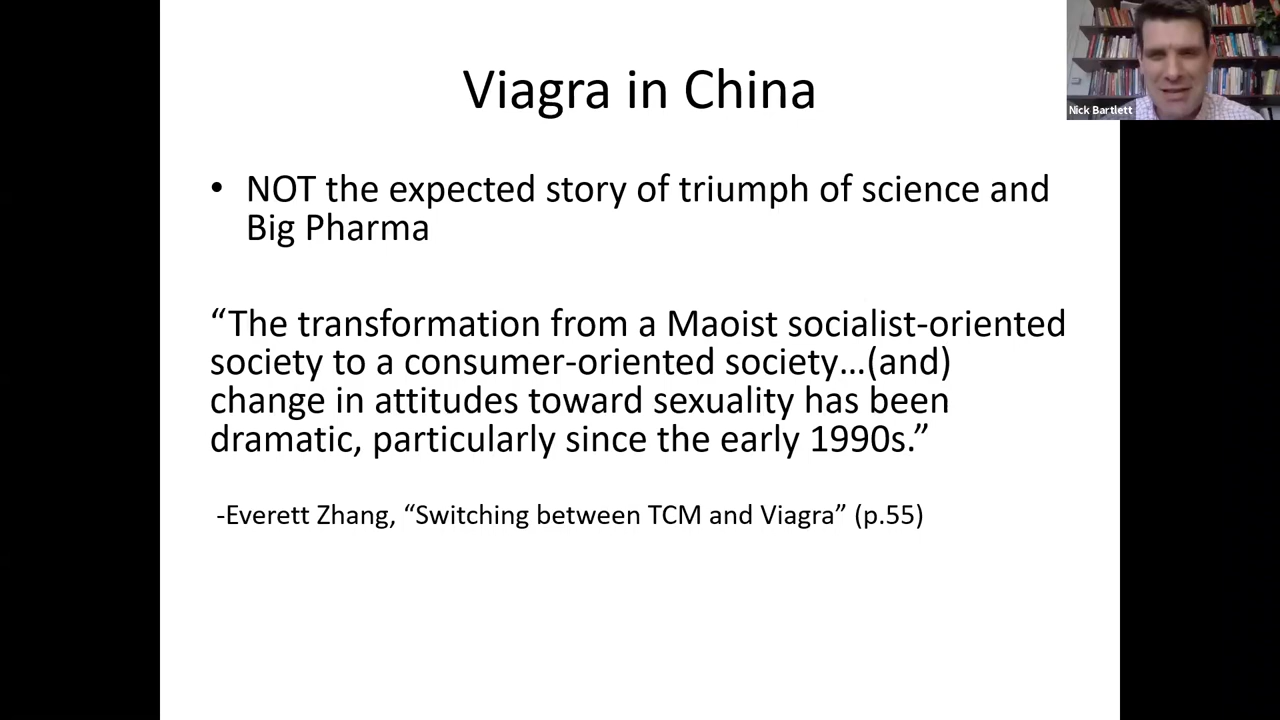 Viagra in China
Nick Bartlett
• NOT the expected story of triumph of science and
Big Pharma
“The transformation from a Maoist socialist-oriented
society to a consumer-oriented society…(and)
change in attitudes toward sexuality has been
dramatic, particularly since the early 1990s.”
-Everett Zhang, “Switching between TCM and Viagra” (p.55)